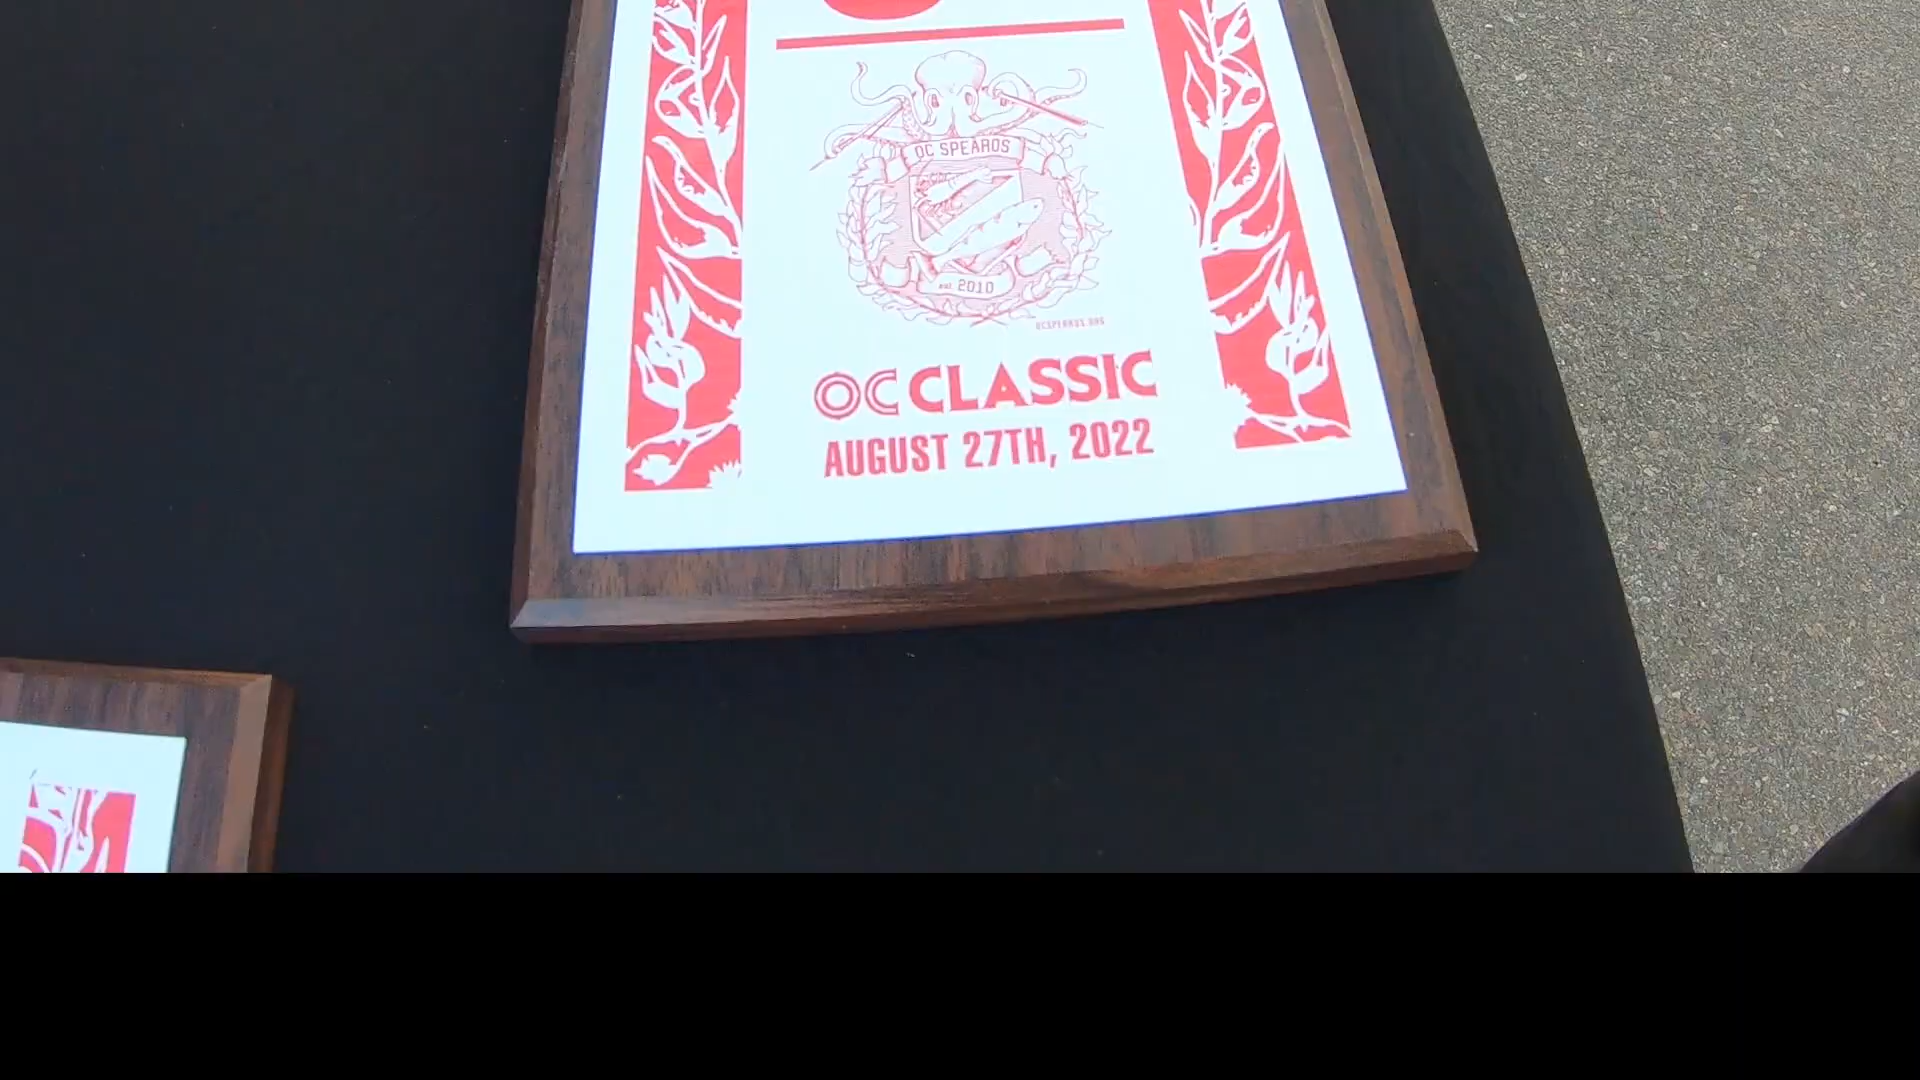 OC SPEAROS
est. 2010
OCSPEAROS.ORG
OC CLASSIC
AUGUST 27TH, 2022